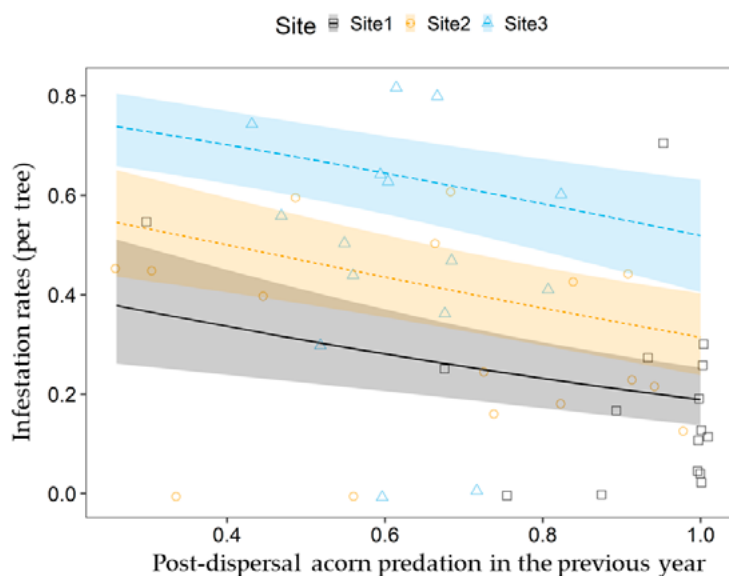 Site Site1 Site2 Site3
Infestation rates (per tree)
0.8
0.6
0.4
0.2
0.0
0.4 0.6 0.8 1.0
Post-dispersal acorn predation in the previous year